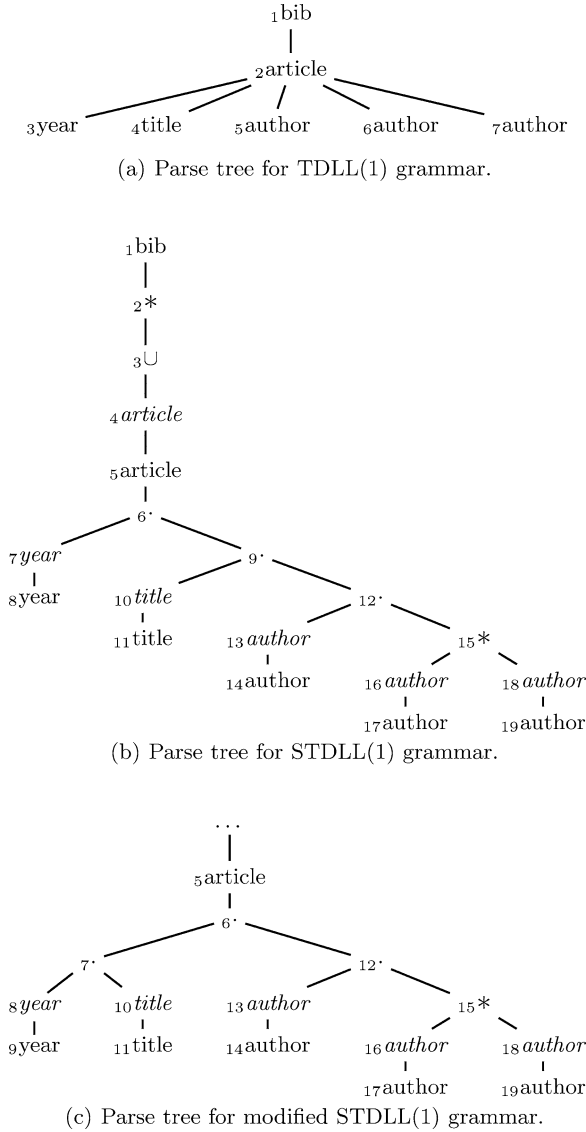 1bib
2article
3year 4title 5author 6author 7author
(a) Parse tree for TDLL(1) grammar.
1bib
2*
3∪
4article
5article
6·
7year 9·
8year 10title 12·
11title 13author 15*
14author 16author 18author
17author 19author
(b) Parse tree for STDLL(1) grammar.
...
5article
6·
7· 12·
8year 10title 13author 15*
9year 11title 14author 16author 18author
17author 19author
(c) Parse tree for modified STDLL(1) grammar.